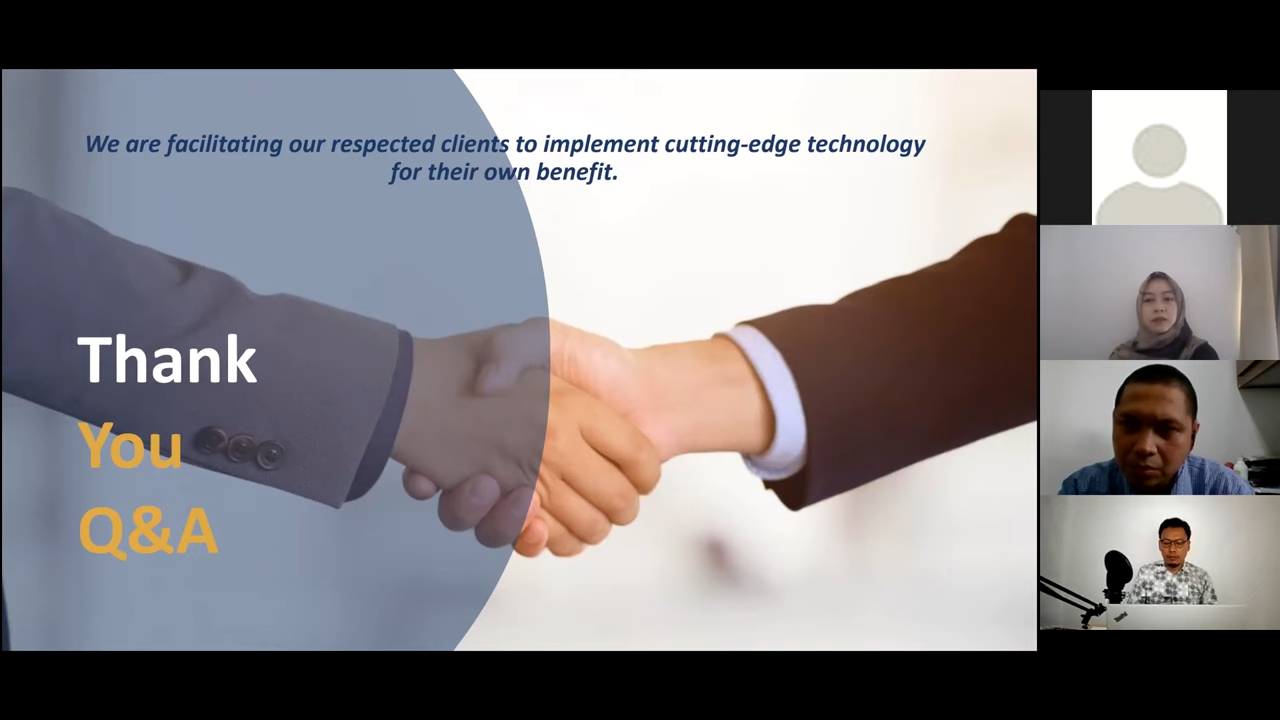 We are facilitating our respected clients to implement cutting-edge technology
for their own benefit.
Thank
You
Q&A